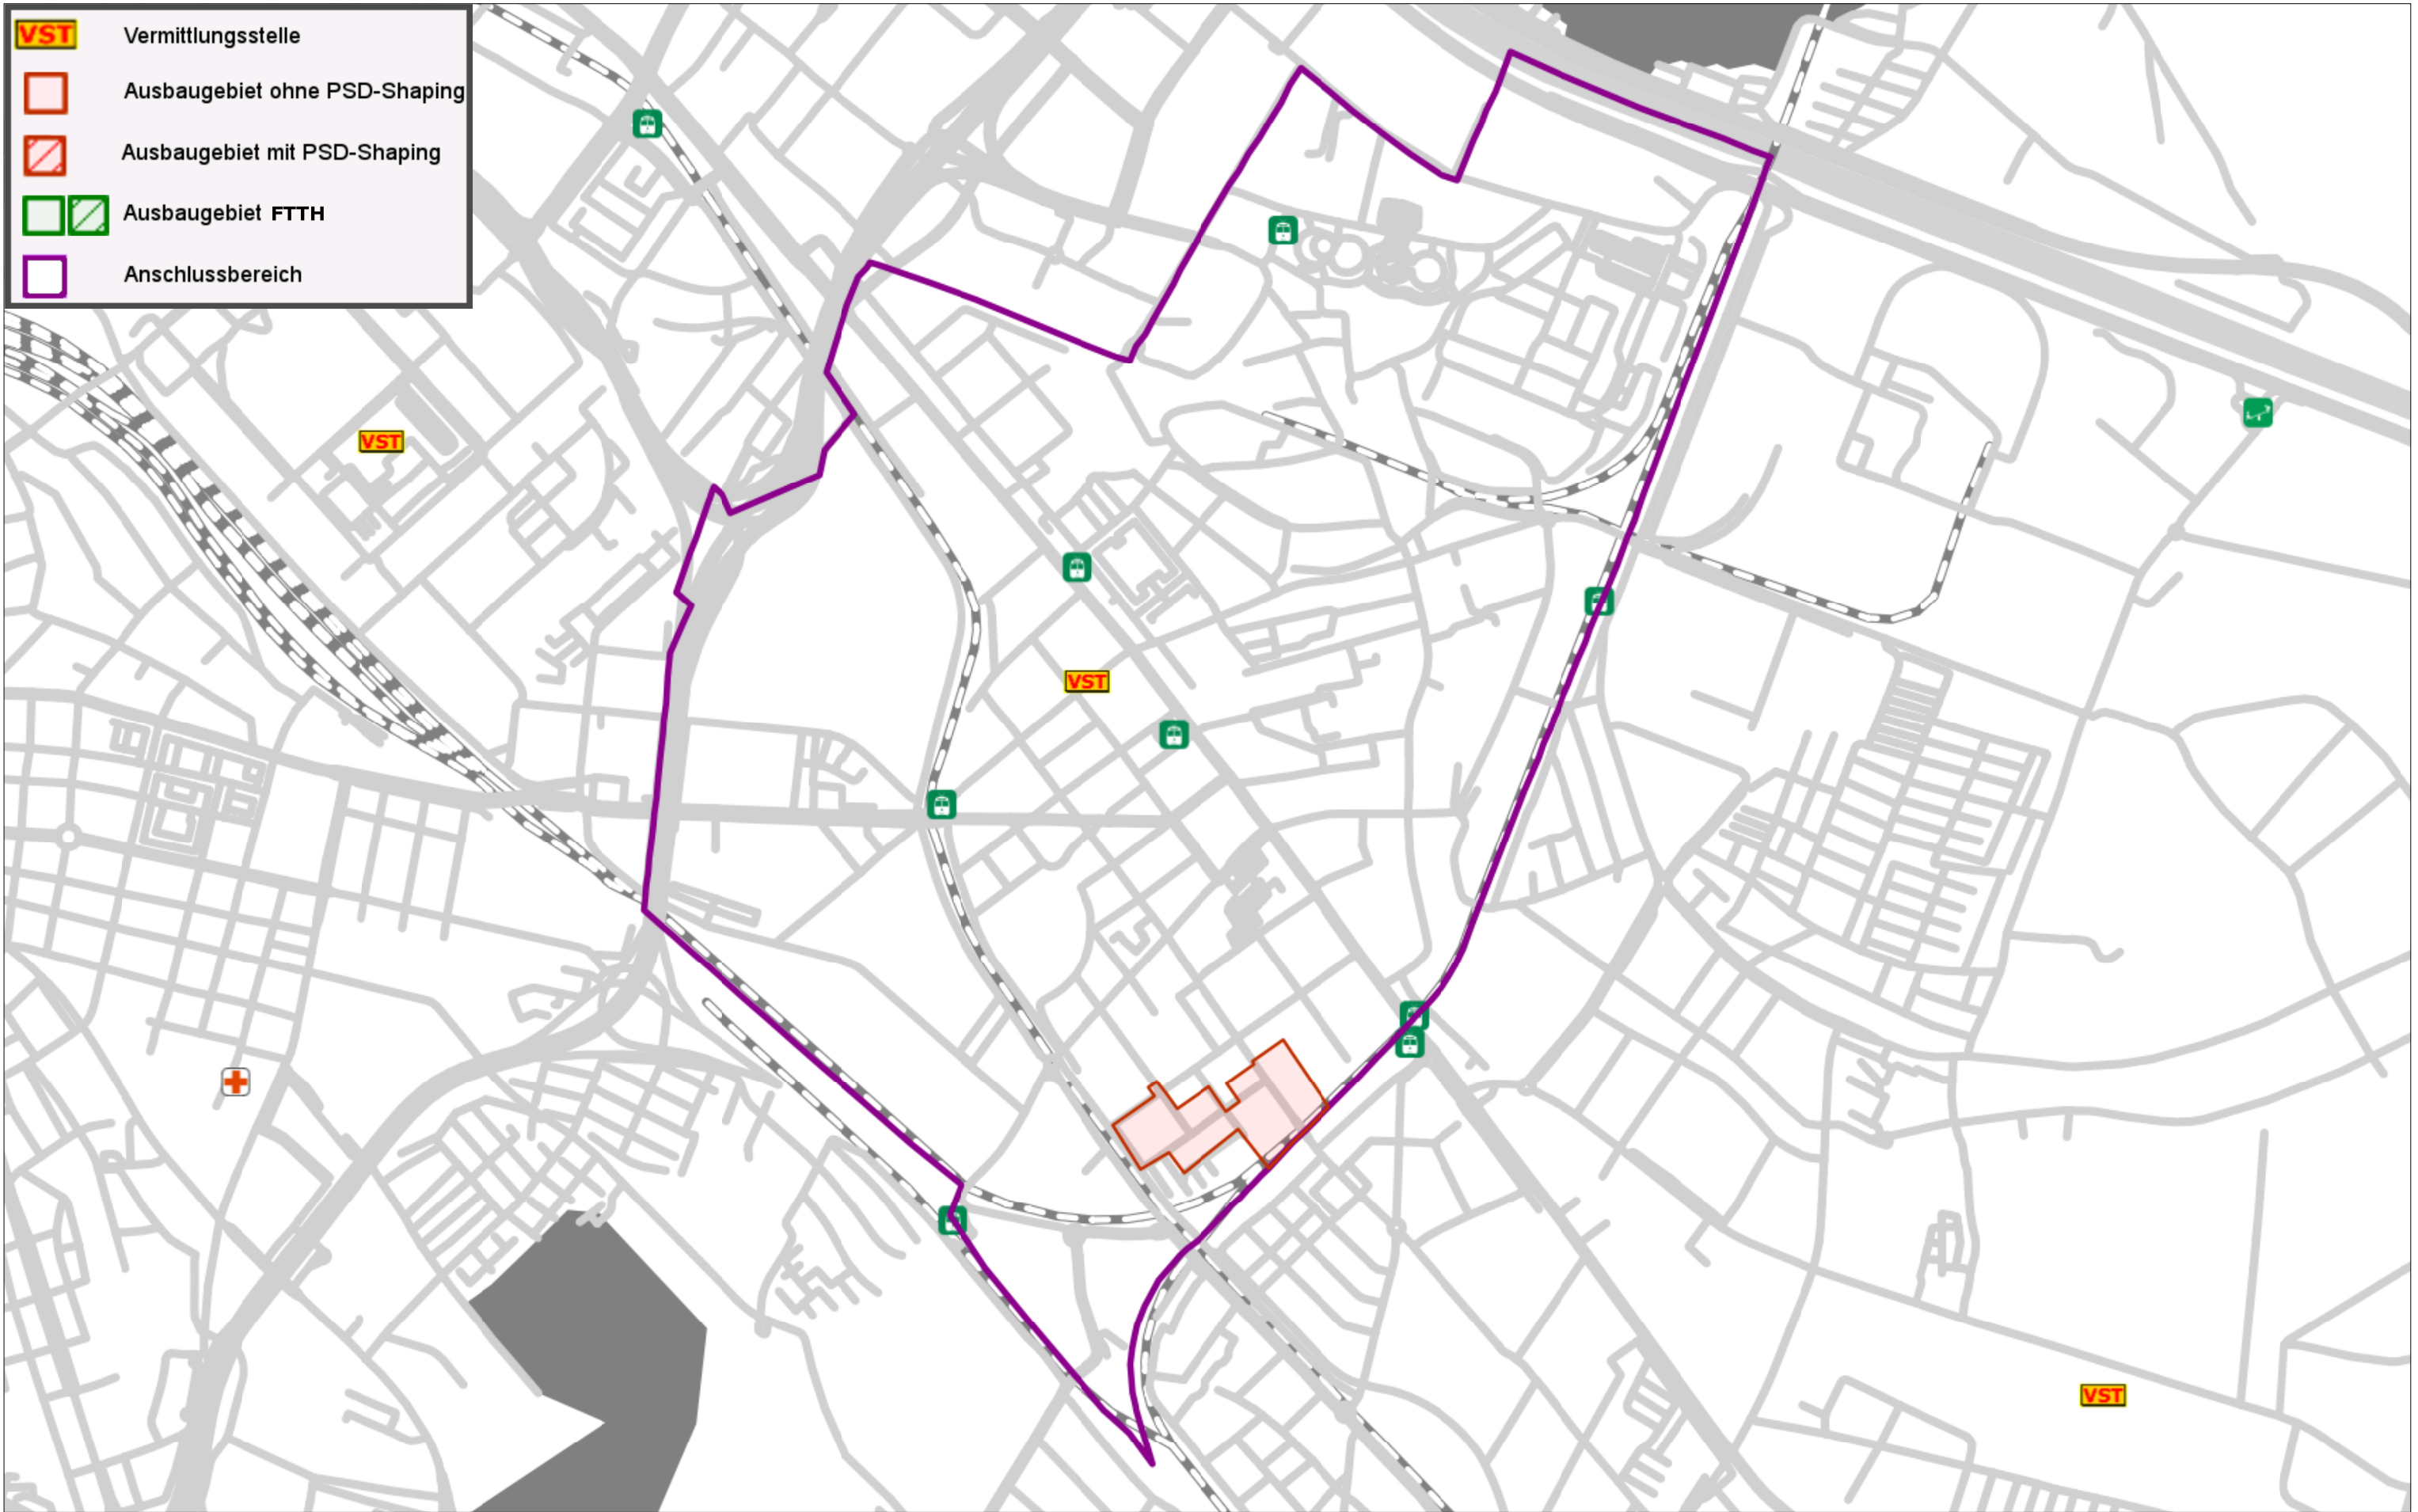 VST Vermittlungsstelle
Ausbaugebiet ohne PSD-Shaping
Ausbaugebiet mit PSD-Shaping
Ausbaugebiet FTTH
Anschlussbereich
VST
VST
VST